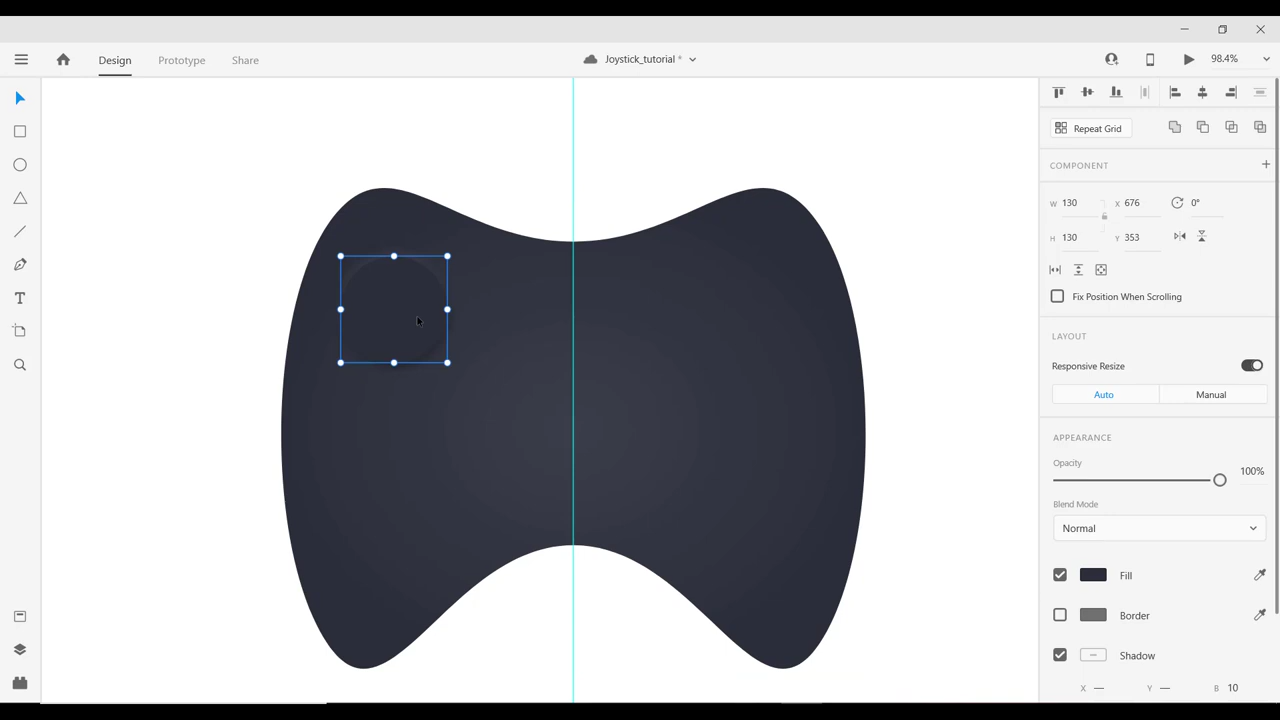 Design Prototype Share Joystick_tutorial * 98.4%
Repeat Grid
COMPONENT +
W 130 X 676 0°
H 130 Y 353
Fix Position When Scrolling
LAYOUT
Responsive Resize
Auto Manual
APPEARANCE
Opacity 100%
Blend Mode
Normal
Fill
Border
Shadow
X — Y — B 10